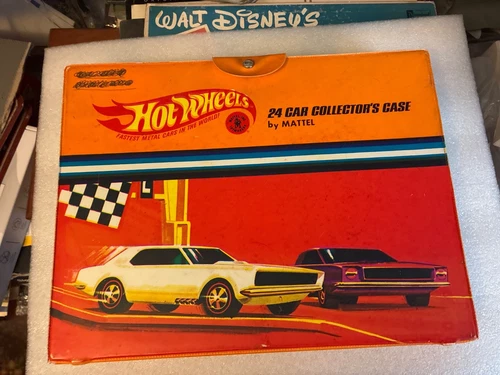 WALT DISNEY'S
HOT WHEELS
FASTEST METAL CARS IN THE WORLD!
24 CAR COLLECTOR'S CASE
by MATTEL